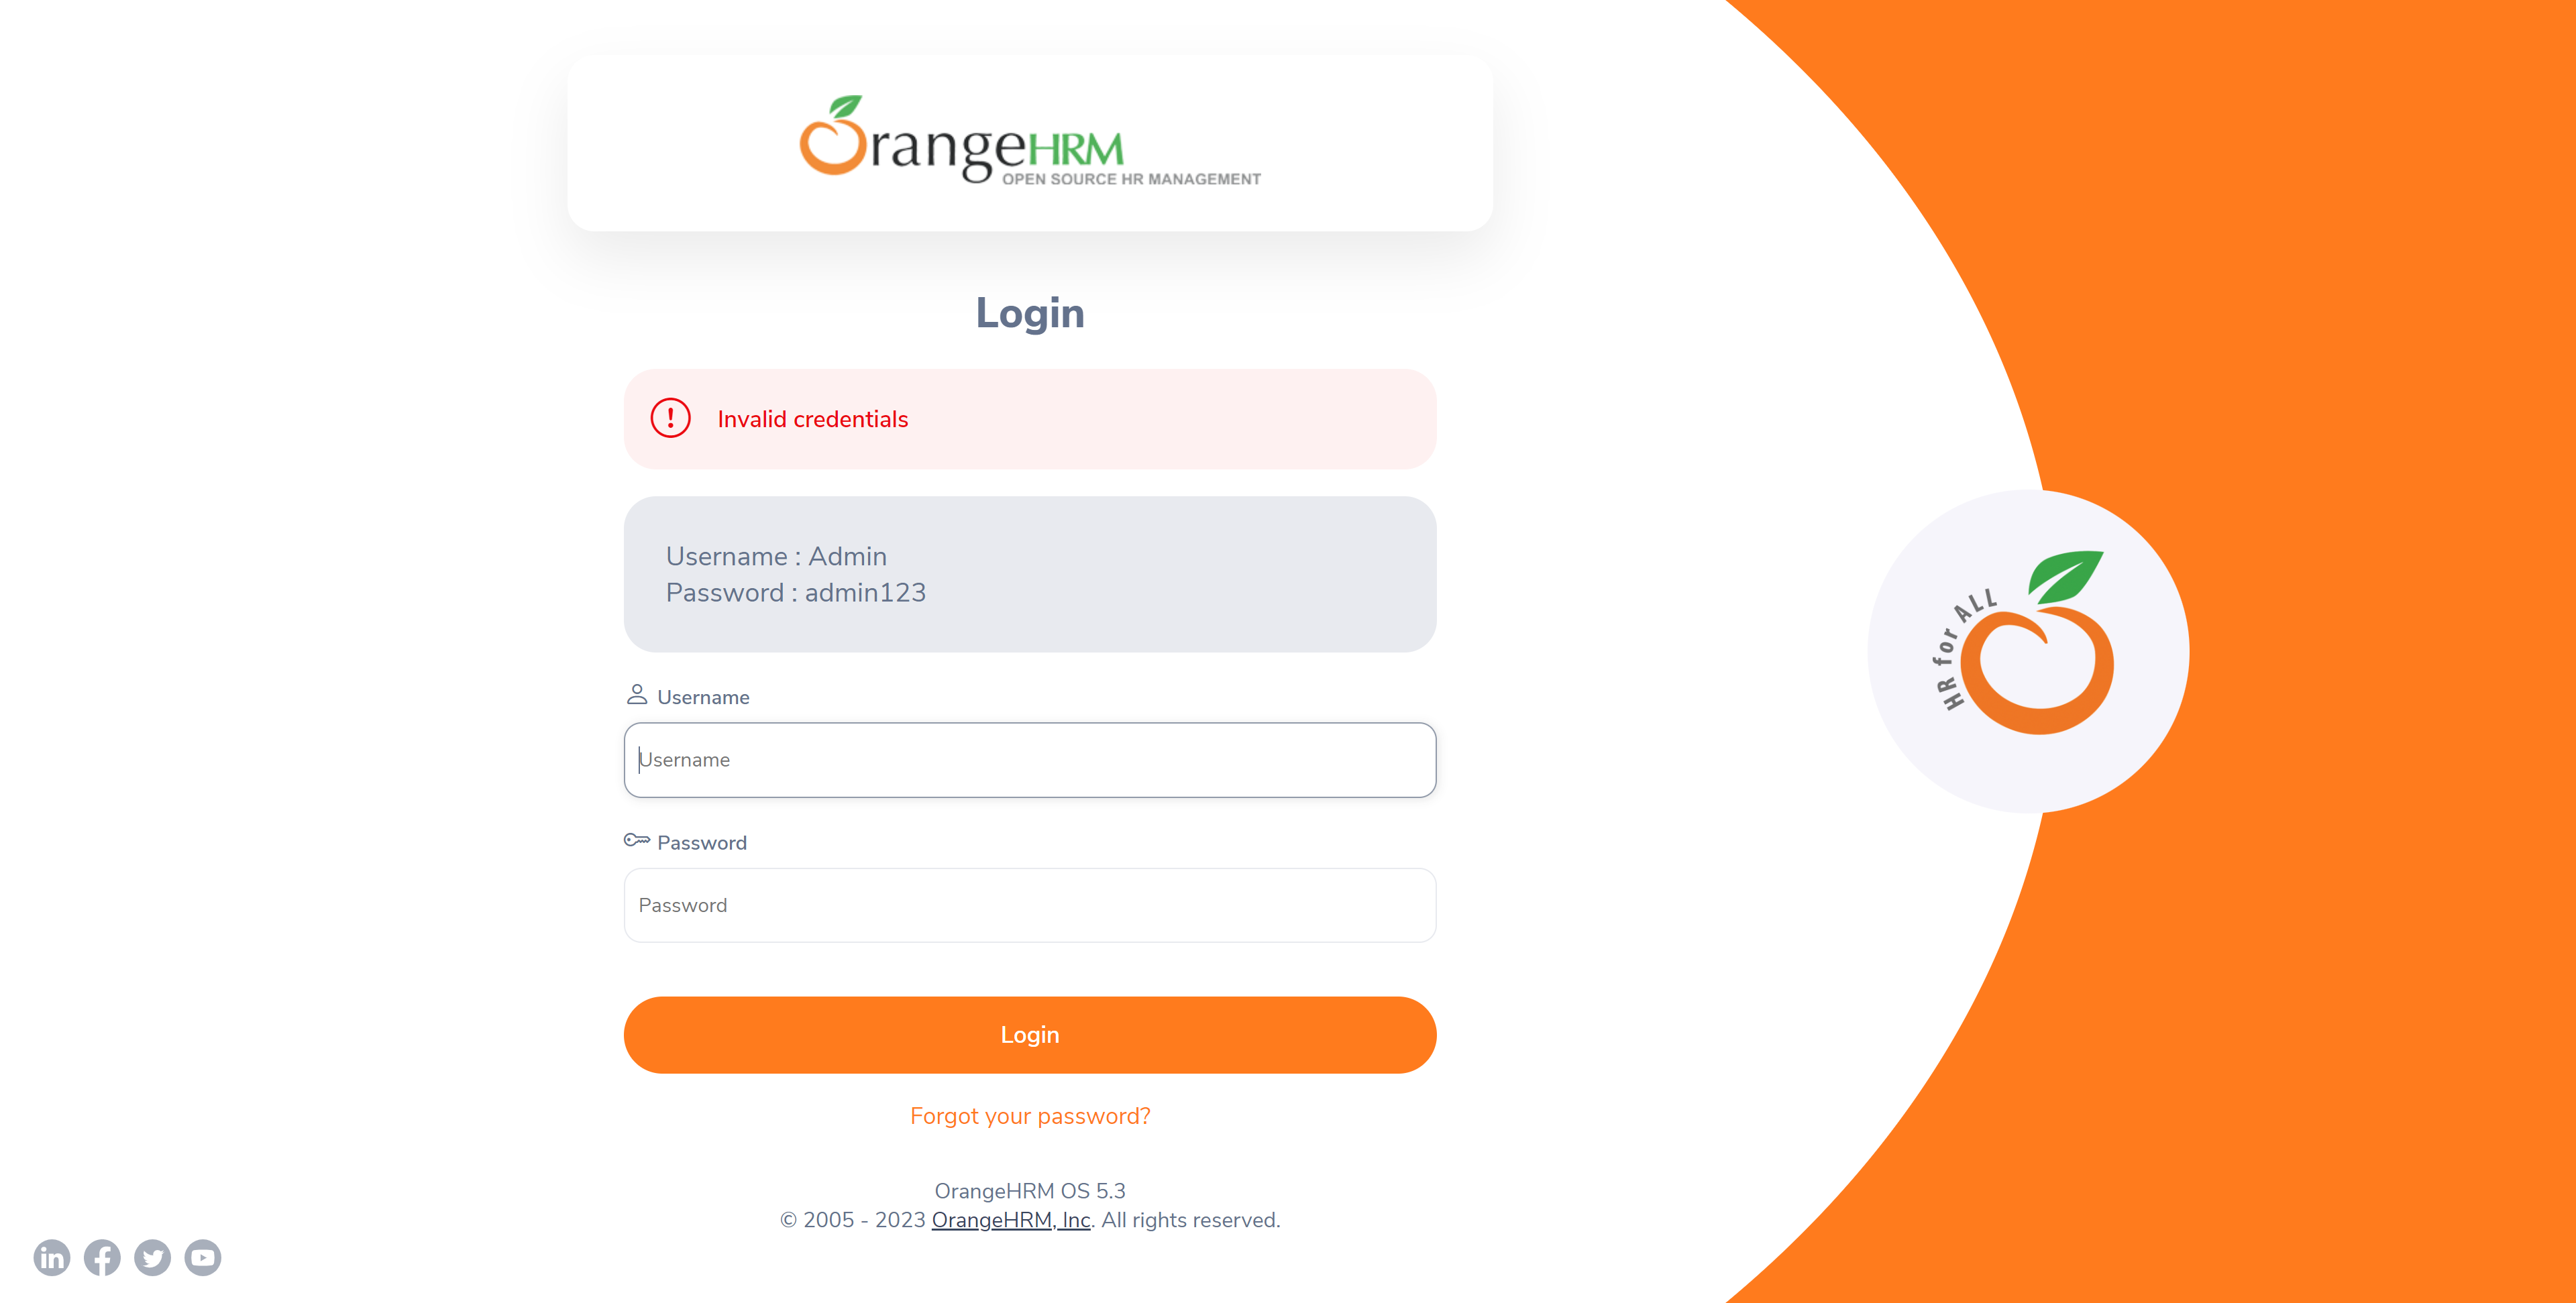 OrangeHRM
OPEN SOURCE HR MANAGEMENT
Login
Invalid credentials
Username : Admin
Password : admin123
Username
Username
Password
Password
Login
Forgot your password?
OrangeHRM OS 5.3
© 2005 - 2023 OrangeHRM, Inc. All rights reserved.
HR for ALL